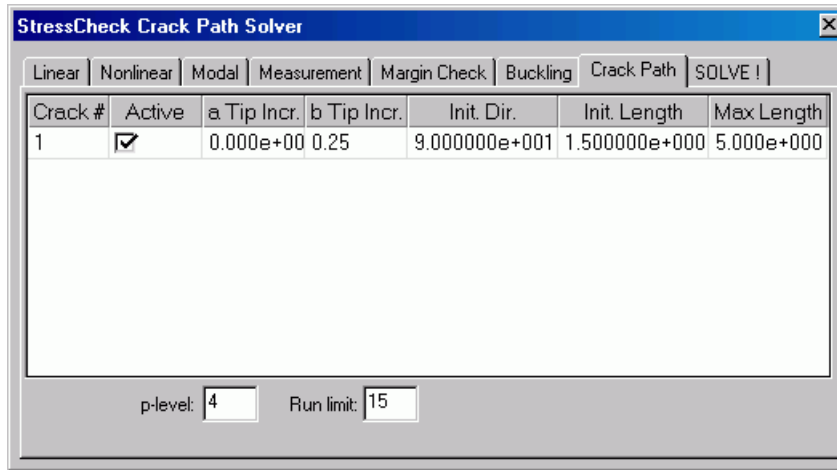 StressCheck Crack Path Solver
Linear Nonlinear Modal Measurement Margin Check Buckling Crack Path SOLVE !
Crack # Active a Tip Incr. b Tip Incr. Init. Dir. Init. Length Max Length
1 0.000e+00 0.25 9.000000e+001 1.500000e+000 5.000e+000
p-level: 4 Run limit: 15